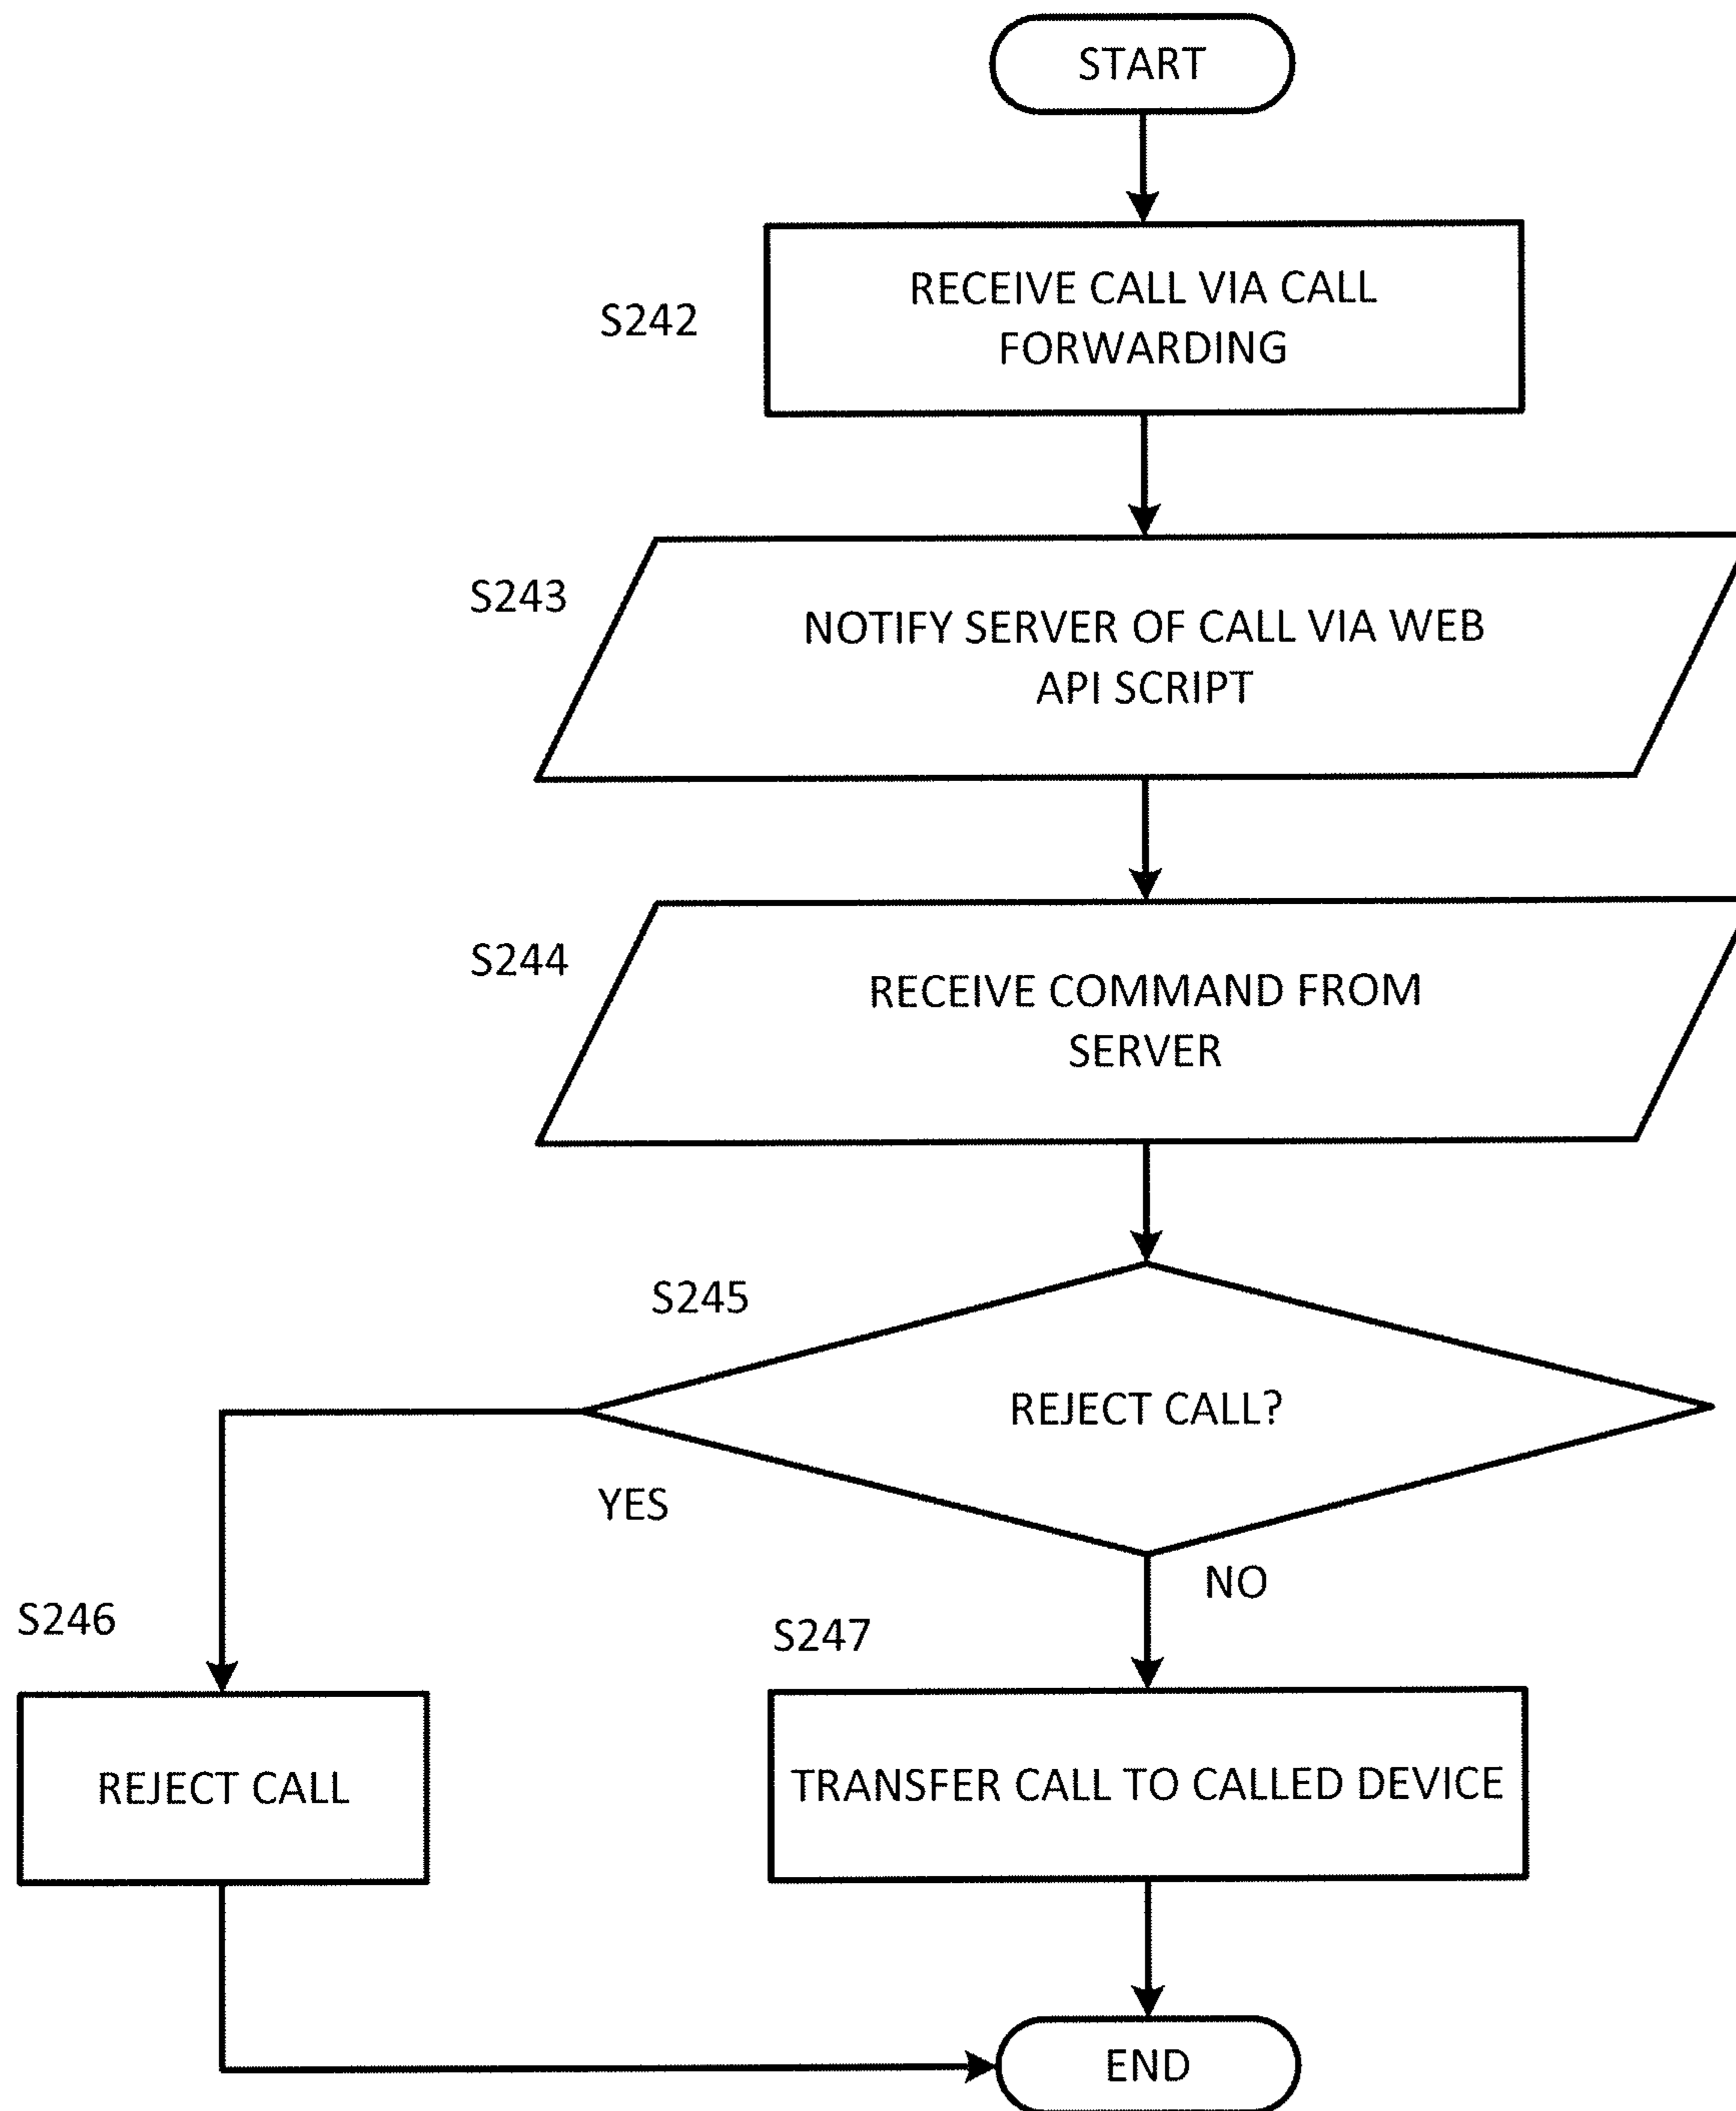 START
S242
RECEIVE CALL VIA CALL
FORWARDING
S243
NOTIFY SERVER OF CALL VIA WEB
API SCRIPT
S244
RECEIVE COMMAND FROM
SERVER
S245
REJECT CALL?
YES
NO
S246
REJECT CALL
S247
TRANSFER CALL TO CALLED DEVICE
END